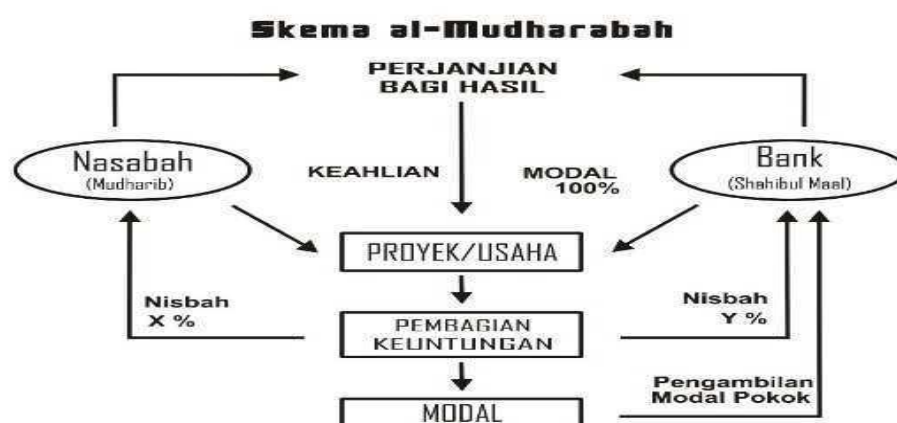 Skema al-Mudharabah
PERJANJIAN
BAGI HASIL
Nasabah
(Mudharib)
Bank
(Shahibul Maal)
KEAHLIAN
MODAL
100%
PROYEK/USAHA
Nisbah
X %
Nisbah
Y %
PEMBAGIAN
KEUNTUNGAN
Pengambilan
Modal Pokok
MODAL